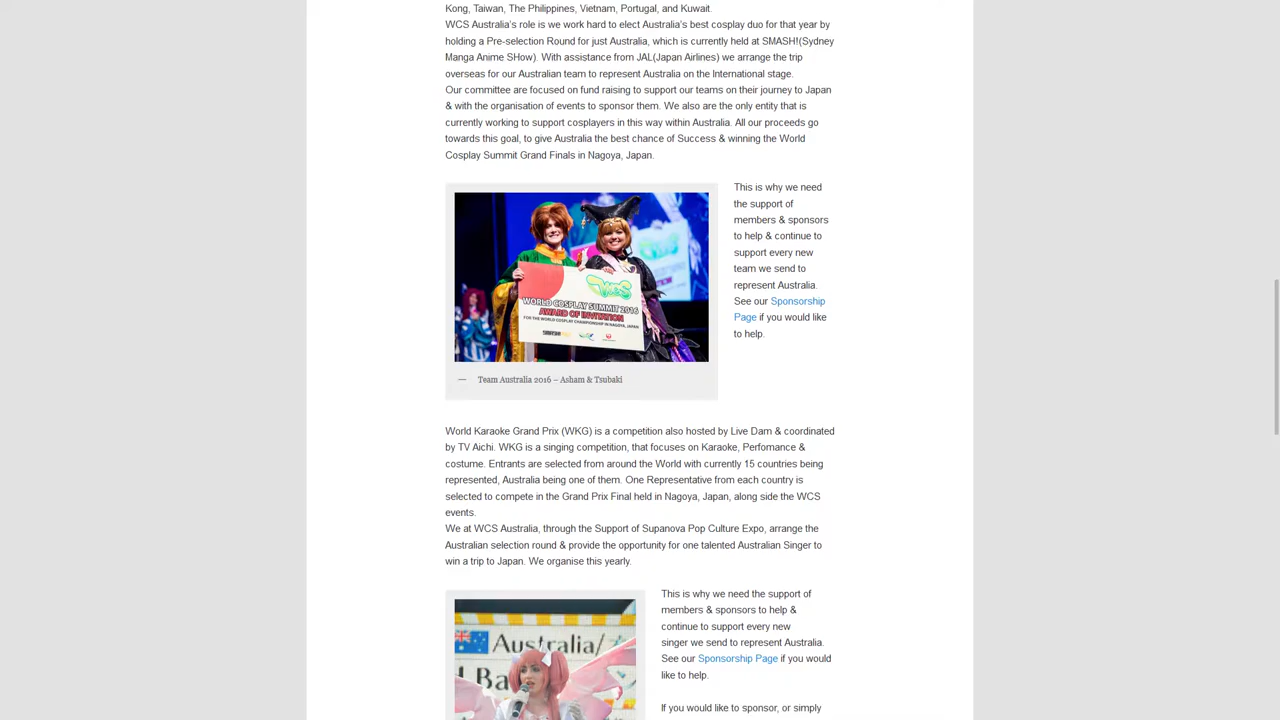 Kong, Taiwan, The Philippines, Vietnam, Portugal, and Kuwait.
WCS Australia's role is we work hard to elect Australia's best cosplay duo for that year by
holding a Pre-selection Round for just Australia, which is currently held at SMASH!(Sydney
Manga Anime SHow). With assistance from JAL(Japan Airlines) we arrange the trip
overseas for our Australian team to represent Australia on the International stage.
Our committee are focused on fund raising to support our teams on their journey to Japan
& with the organisation of events to sponsor them. We also are the only entity that is
currently working to support cosplayers in this way within Australia. All our proceeds go
towards this goal, to give Australia the best chance of Success & winning the World
Cosplay Summit Grand Finals in Nagoya, Japan.
WCS
WORLD COSPLAY SUMMIT 2016
AWARD OF INVITATION
FOR THE WORLD COSPLAY CHAMPIONSHIP IN NAGOYA, JAPAN
— Team Australia 2016 – Asham & Tsubaki
This is why we need
the support of
members & sponsors
to help & continue to
support every new
team we send to
represent Australia.
See our Sponsorship
Page if you would like
to help.
World Karaoke Grand Prix (WKG) is a competition also hosted by Live Dam & coordinated
by TV Aichi. WKG is a singing competition, that focuses on Karaoke, Perfomance &
costume. Entrants are selected from around the World with currently 15 countries being
represented, Australia being one of them. One Representative from each country is
selected to compete in the Grand Prix Final held in Nagoya, Japan, along side the WCS
events.
We at WCS Australia, through the Support of Supanova Pop Culture Expo, arrange the
Australian selection round & provide the opportunity for one talented Australian Singer to
win a trip to Japan. We organise this yearly.
Australia/
This is why we need the support of
members & sponsors to help &
continue to support every new
singer we send to represent Australia.
See our Sponsorship Page if you would
like to help.
If you would like to sponsor, or simply